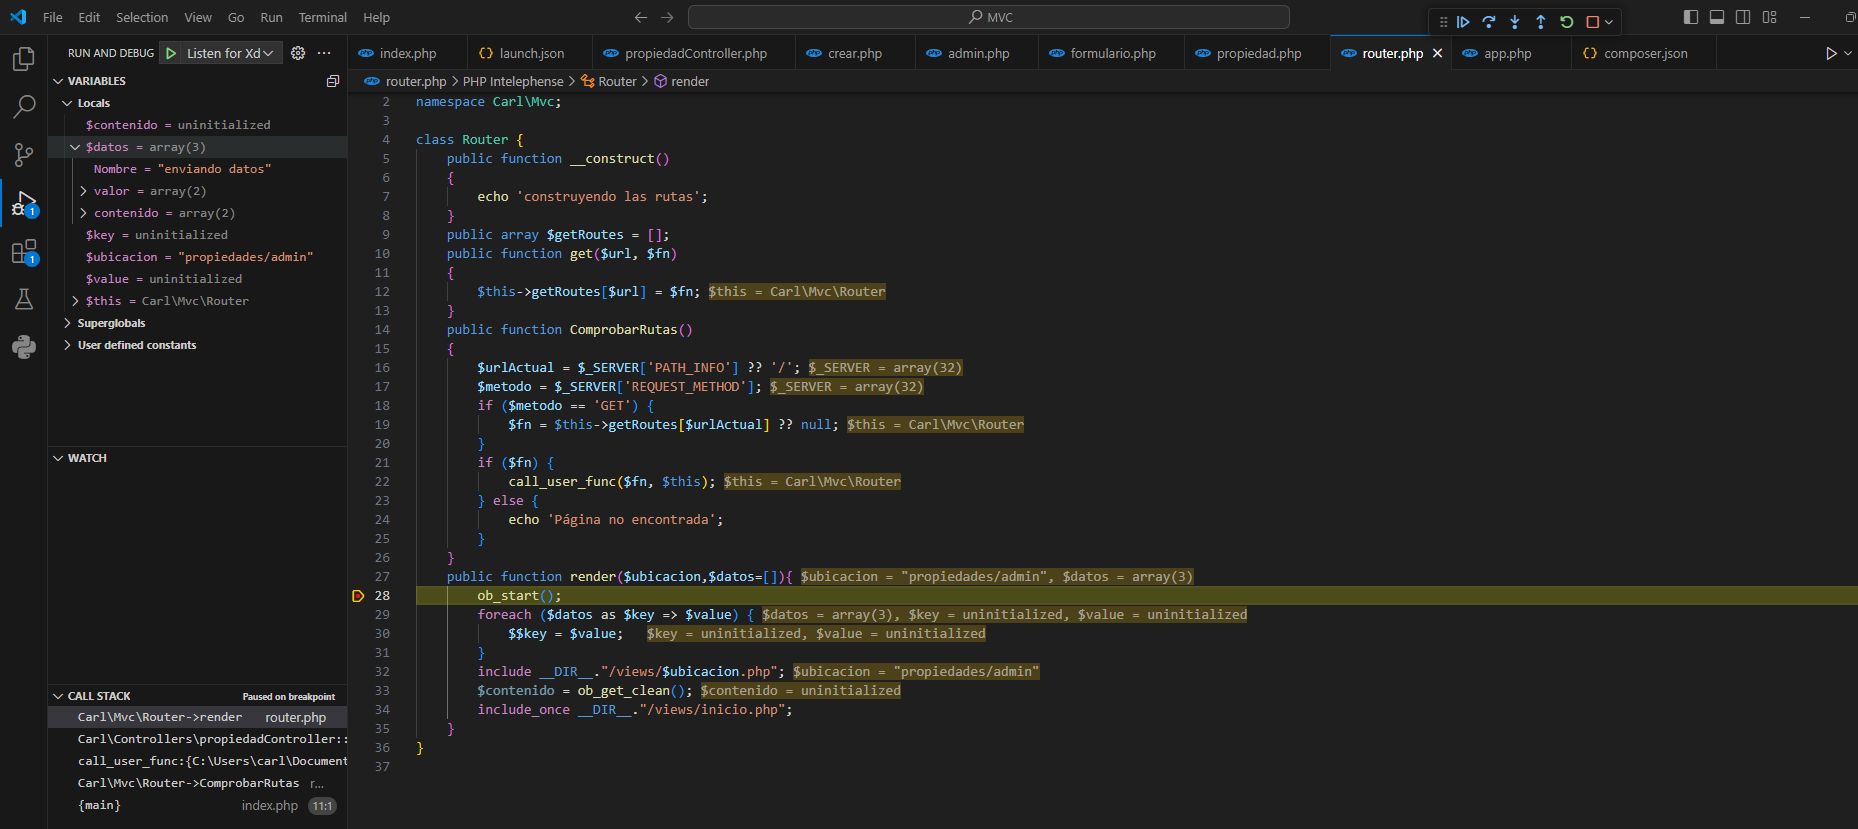 File Edit Selection View Go Run Terminal Help
MVC
RUN AND DEBUG Listen for Xd
index.php launch.json propiedadController.php crear.php admin.php formulario.php propiedad.php router.php app.php composer.json
router.php > PHP Intelephense > Router > render
VARIABLES
Locals
$contenido = uninitialized
$datos = array(3)
Nombre = "enviando datos"
valor = array(2)
contenido = array(2)
$key = uninitialized
$ubicacion = "propiedades/admin"
$value = uninitialized
$this = Carl\Mvc\Router
Superglobals
User defined constants
WATCH
CALL STACK Paused on breakpoint
Carl\Mvc\Router->render router.php
Carl\Controllers\propiedadController::
call_user_func:{C:\Users\carl\Document
Carl\Mvc\Router->ComprobarRutas r...
{main} index.php 11:1
1
1
2 namespace Carl\Mvc;
3
4 class Router {
5 public function __construct()
6 {
7 echo 'construyendo las rutas';
8 }
9 public array $getRoutes = [];
10 public function get($url, $fn)
11 {
12 $this->getRoutes[$url] = $fn; $this = Carl\Mvc\Router
13 }
14 public function ComprobarRutas()
15 {
16 $urlActual = $_SERVER['PATH_INFO'] ?? '/'; $_SERVER = array(32)
17 $metodo = $_SERVER['REQUEST_METHOD']; $_SERVER = array(32)
18 if ($metodo == 'GET') {
19 $fn = $this->getRoutes[$urlActual] ?? null; $this = Carl\Mvc\Router
20 }
21 if ($fn) {
22 call_user_func($fn, $this); $this = Carl\Mvc\Router
23 } else {
24 echo 'Página no encontrada';
25 }
26 }
27 public function render($ubicacion,$datos=[]){ $ubicacion = "propiedades/admin", $datos = array(3)
28 ob_start();
29 foreach ($datos as $key => $value) { $datos = array(3), $key = uninitialized, $value = uninitialized
30 $$key = $value; $key = uninitialized, $value = uninitialized
31 }
32 include __DIR__."/views/$ubicacion.php"; $ubicacion = "propiedades/admin"
33 $contenido = ob_get_clean(); $contenido = uninitialized
34 include_once __DIR__."/views/inicio.php";
35 }
36 }
37